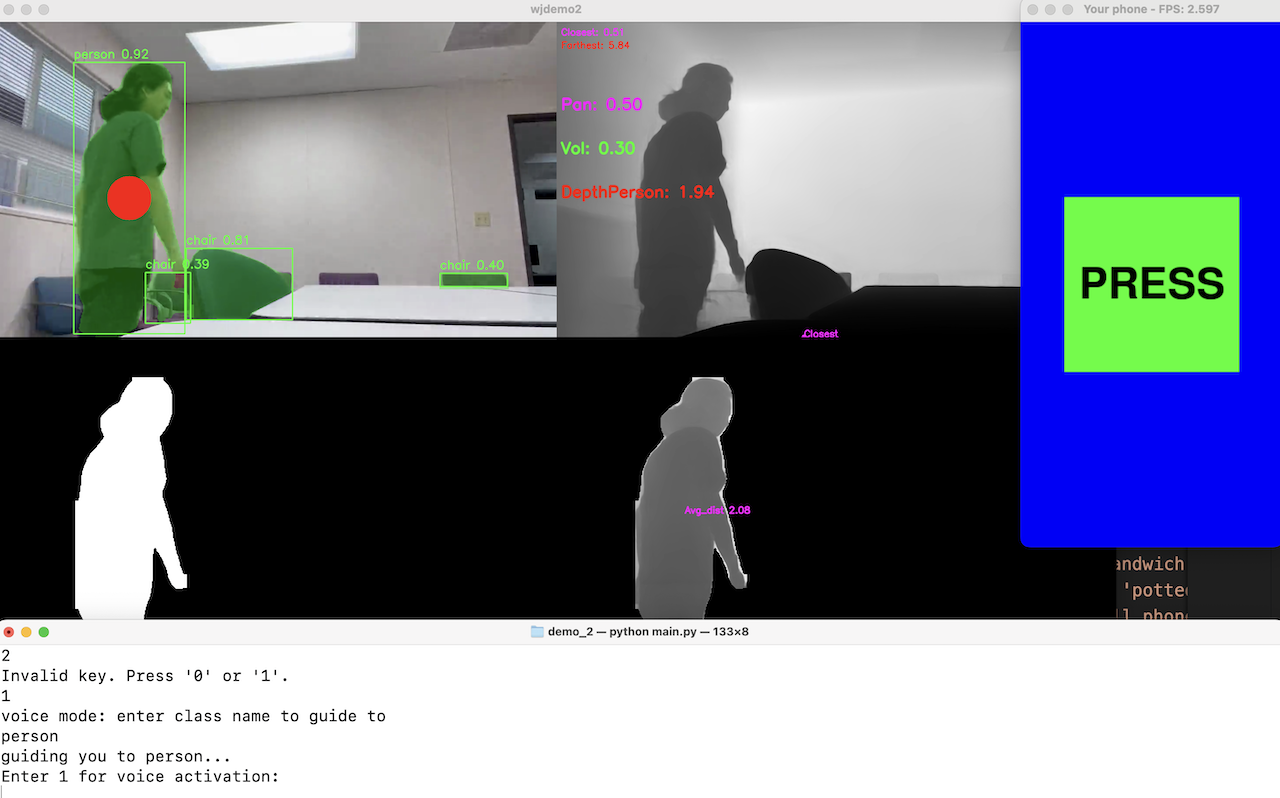 wjdemo2
Your phone - FPS: 2.597
person 0.92
chair 0.81
chair 0.39
chair 0.40
Closest:
Farthest: 5.84
Pan: 0.50
Vol: 0.30
DepthPerson: 1.94
Closest
PRESS
Avg_dist 2.08
andwich
'potte
ll phon
demo_2 — python main.py — 133×8
2
Invalid key. Press '0' or '1'.
1
voice mode: enter class name to guide to
person
guiding you to person...
Enter 1 for voice activation: